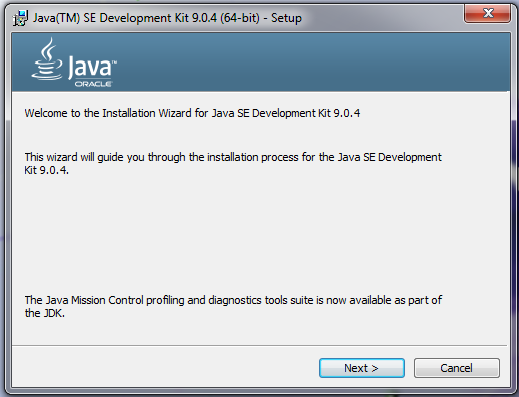 Java(TM) SE Development Kit 9.0.4 (64-bit) - Setup
Java™
ORACLE
Welcome to the Installation Wizard for Java SE Development Kit 9.0.4
This wizard will guide you through the installation process for the Java SE Development
Kit 9.0.4.
The Java Mission Control profiling and diagnostics tools suite is now available as part of
the JDK.
Next >
Cancel